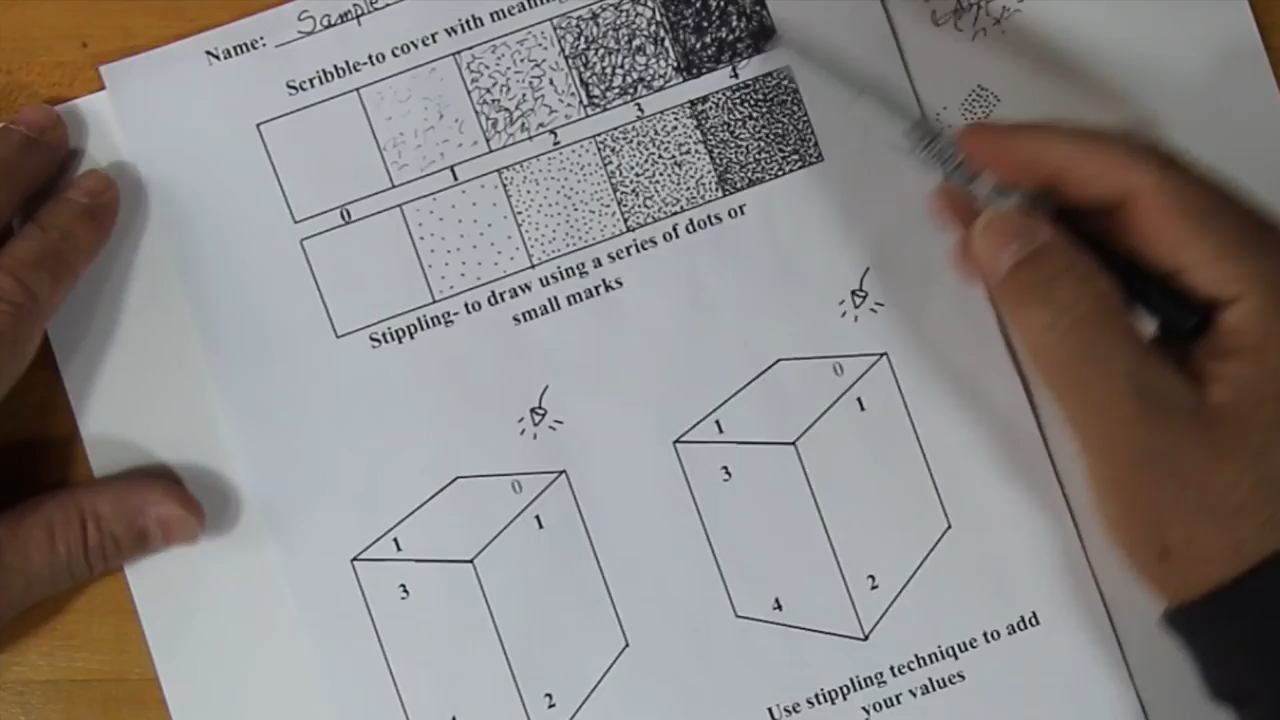 Name: Sample
Scribble-to cover with
0 1 2 3 4
Stippling- to draw using a series of dots or
small marks
0
1
1
3
2
4
0
1
1
3
2
Use stippling technique to add
your values